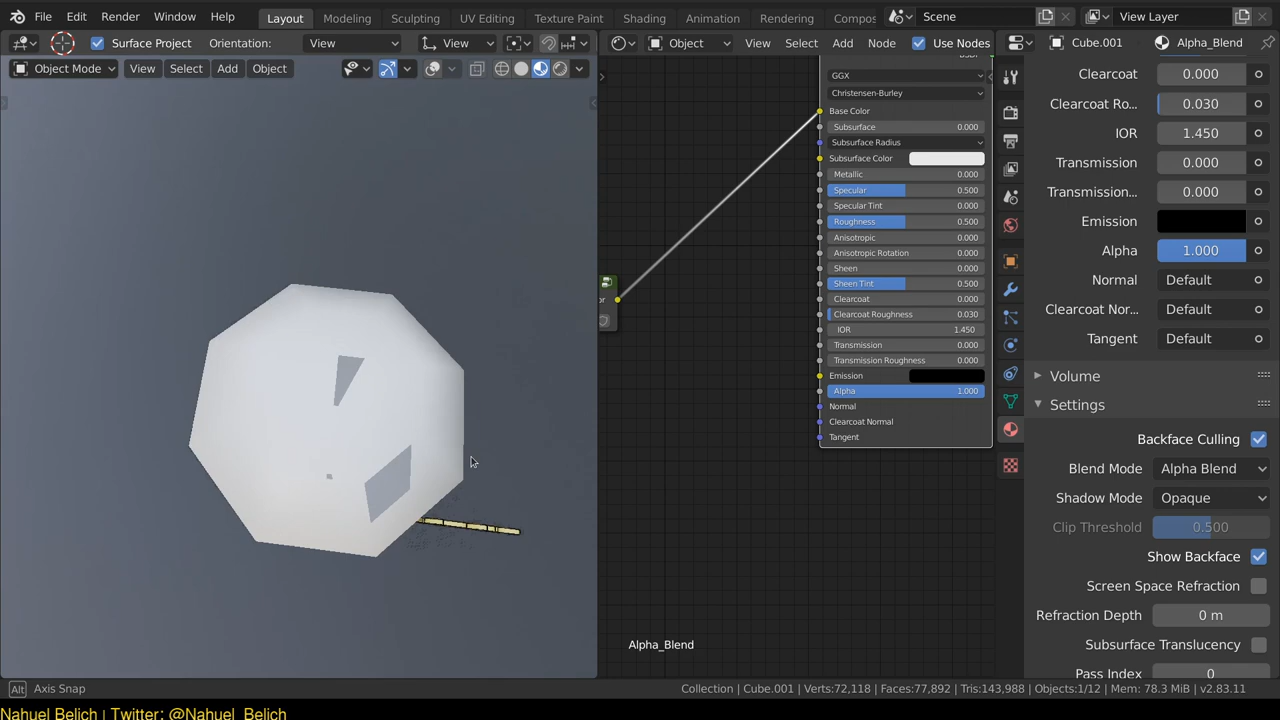 File Edit Render Window Help Layout Modeling Sculpting UV Editing Texture Paint Shading Animation Rendering Compos Scene View Layer
Surface Project Orientation: View View Object View Select Add Node Use Nodes Cube.001 Alpha_Blend
Object Mode View Select Add Object
GGX
Christensen-Burley
Base Color
Subsurface 0.000
Subsurface Radius
Subsurface Color
Metallic 0.000
Specular 0.500
Specular Tint 0.000
Roughness 0.500
Anisotropic 0.000
Anisotropic Rotation 0.000
Sheen 0.000
Sheen Tint 0.500
Clearcoat 0.000
Clearcoat Roughness 0.030
IOR 1.450
Transmission 0.000
Transmission Roughness 0.000
Emission
Alpha 1.000
Normal
Clearcoat Normal
Tangent
or
Alpha_Blend
Clearcoat 0.000
Clearcoat Ro... 0.030
IOR 1.450
Transmission 0.000
Transmission... 0.000
Emission
Alpha 1.000
Normal Default
Clearcoat Nor... Default
Tangent Default
Volume
Settings
Backface Culling
Blend Mode Alpha Blend
Shadow Mode Opaque
Clip Threshold 0.500
Show Backface
Screen Space Refraction
Refraction Depth 0 m
Subsurface Translucency
Pass Index 0
Alt Axis Snap
Collection | Cube.001 | Verts:72,118 | Faces:77,892 | Tris:143,988 | Objects:1/12 | Mem: 78.3 MiB | v2.83.11
Nahuel Belich | Twitter: @Nahuel_Belich